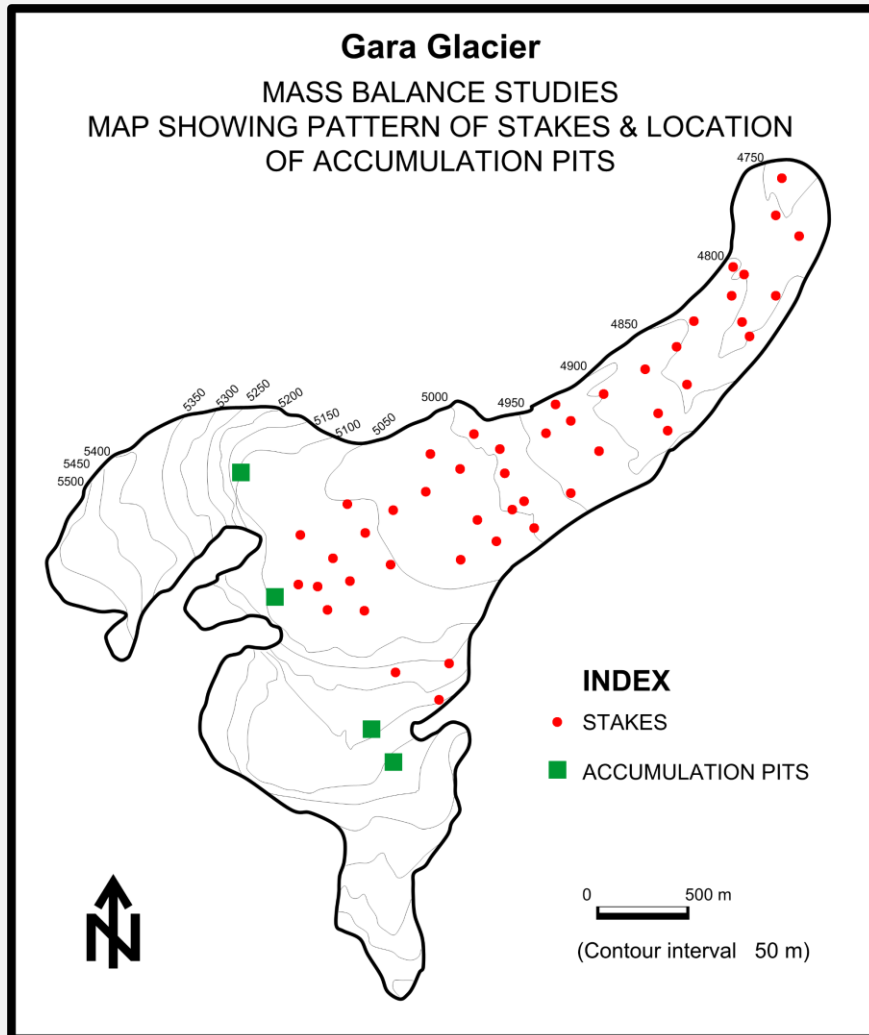 Gara Glacier
MASS BALANCE STUDIES
MAP SHOWING PATTERN OF STAKES & LOCATION
OF ACCUMULATION PITS
4750
4800
4850
4900
4950
5000
5050
5100
5150
5200
5250
5300
5350
5400
5450
5500
INDEX
STAKES
ACCUMULATION PITS
N
0 500 m
(Contour interval 50 m)